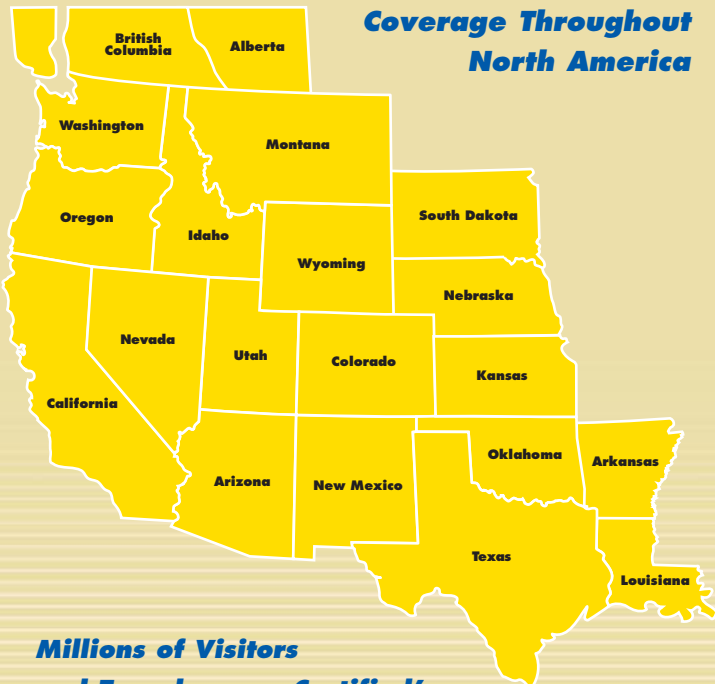 Coverage Throughout
North America
British
Columbia
Alberta
Washington
Montana
Oregon
Idaho
South Dakota
Wyoming
Nebraska
Nevada
Utah
Colorado
Kansas
California
Oklahoma
Arkansas
Arizona
New Mexico
Texas
Louisiana
Millions of Visitors